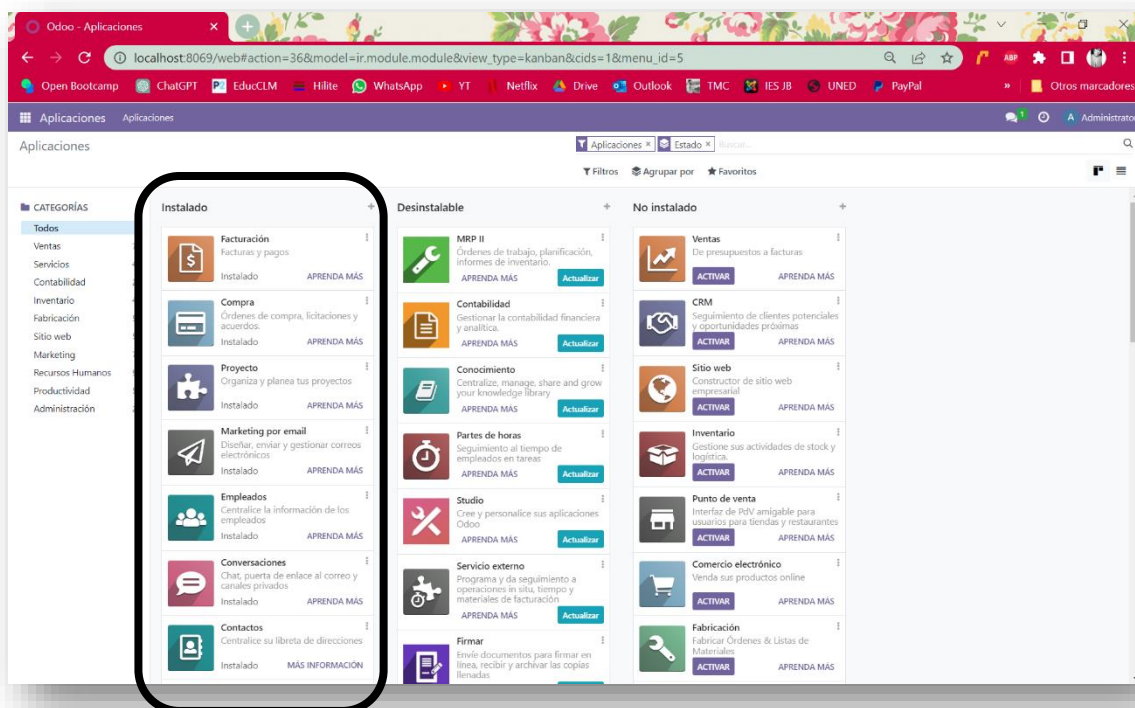 Odoo - Aplicaciones
localhost:8069/web#action=36&model=ir.module.module&view_type=kanban&cids=1&menu_id=5
ABP
Open Bootcamp ChatGPT EducCLM Hilite WhatsApp YT Netflix Drive Outlook TMC IES JB UNED PayPal » Otros marcadores
Aplicaciones Aplicaciones 1 A Administrator
Aplicaciones
Aplicaciones × Estado × Buscar...
Filtros Agrupar por Favoritos
CATEGORÍAS
Todos
Ventas
Servicios
Contabilidad
Inventario
Fabricación
Sitio web
Marketing
Recursos Humanos
Productividad
Administración
Instalado +
Facturación
Facturas y pagos
Instalado APRENDA MÁS
Compra
Órdenes de compra, licitaciones y
acuerdos.
Instalado APRENDA MÁS
Proyecto
Organiza y planea tus proyectos
Instalado APRENDA MÁS
Marketing por email
Diseñar, enviar y gestionar correos
electrónicos
Instalado APRENDA MÁS
Empleados
Centralice la información de los
empleados
Instalado APRENDA MÁS
Conversaciones
Chat, puerta de enlace al correo y
canales privados
Instalado APRENDA MÁS
Contactos
Centralice su libreta de direcciones
Instalado MÁS INFORMACIÓN
Desinstalable +
MRP II
Órdenes de trabajo, planificación,
informes de inventario.
APRENDA MÁS Actualizar
Contabilidad
Gestionar la contabilidad financiera
y analítica.
APRENDA MÁS Actualizar
Conocimiento
Centralize, manage, share and grow
your knowledge library
APRENDA MÁS Actualizar
Partes de horas
Seguimiento al tiempo de
empleados en tareas
APRENDA MÁS Actualizar
Studio
Cree y personalice sus aplicaciones
Odoo
APRENDA MÁS Actualizar
Servicio externo
Programa y da seguimiento a
operaciones in situ, tiempo y
materiales de facturación
APRENDA MÁS Actualizar
Firmar
Envíe documentos para firmar en
línea, recibir y archivar las copias
llenadas
No instalado +
Ventas
De presupuestos a facturas
ACTIVAR APRENDA MÁS
CRM
Seguimiento de clientes potenciales
y oportunidades próximas
ACTIVAR APRENDA MÁS
Sitio web
Constructor de sitio web
empresarial
ACTIVAR APRENDA MÁS
Inventario
Gestione sus actividades de stock y
logística.
ACTIVAR APRENDA MÁS
Punto de venta
Interfaz de PdV amigable para
usuarios para tiendas y restaurantes
ACTIVAR APRENDA MÁS
Comercio electrónico
Venda sus productos online
ACTIVAR APRENDA MÁS
Fabricación
Fabricar Órdenes & Listas de
Materiales
ACTIVAR APRENDA MÁS